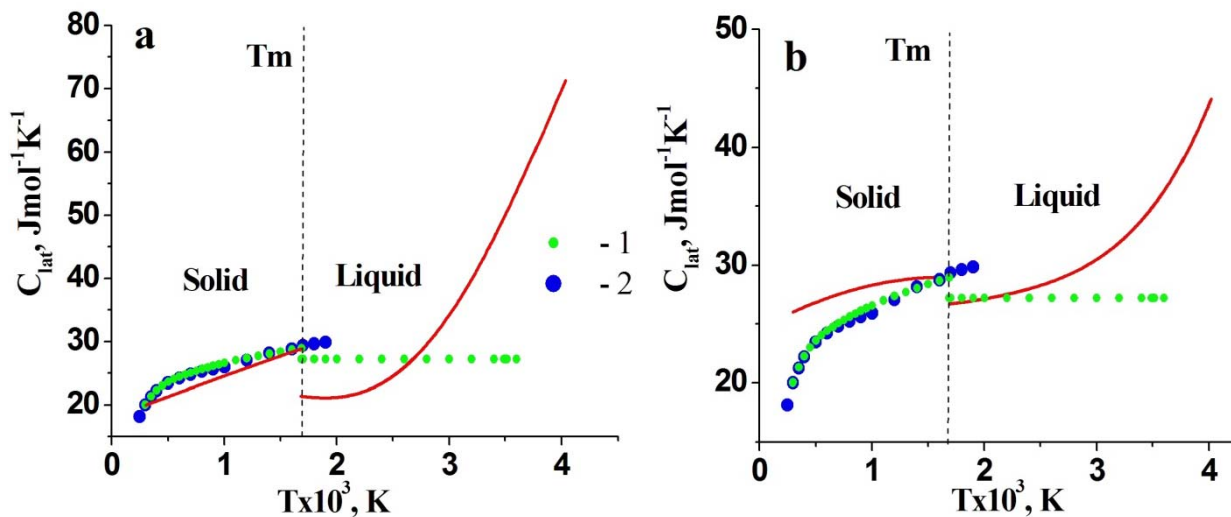 a
80
70
60
50
40
30
20
C_lat, Jmol⁻¹K⁻¹
Tm
Solid
Liquid
- 1
- 2
0
1
2
3
4
Tx10³, K
b
50
40
30
20
C_lat, Jmol⁻¹K⁻¹
Tm
Solid
Liquid
0
1
2
3
4
Tx10³, K